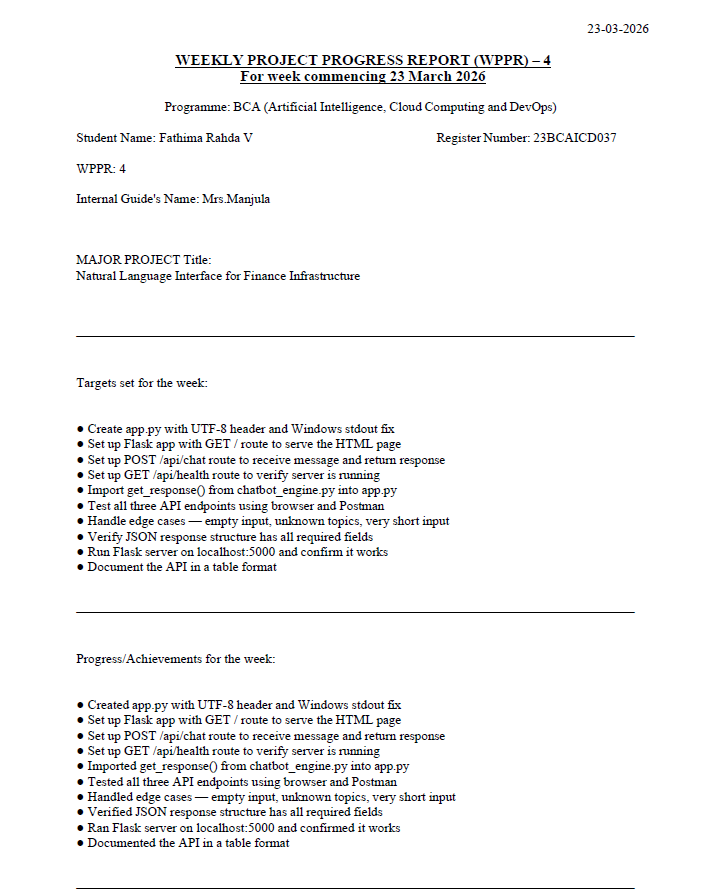 23-03-2026
WEEKLY PROJECT PROGRESS REPORT (WPPR) – 4
For week commencing 23 March 2026
Programme: BCA (Artificial Intelligence, Cloud Computing and DevOps)
Student Name: Fathima Rahda V Register Number: 23BCAICD037
WPPR: 4
Internal Guide's Name: Mrs.Manjula
MAJOR PROJECT Title:
Natural Language Interface for Finance Infrastructure
Targets set for the week:
● Create app.py with UTF-8 header and Windows stdout fix
● Set up Flask app with GET / route to serve the HTML page
● Set up POST /api/chat route to receive message and return response
● Set up GET /api/health route to verify server is running
● Import get_response() from chatbot_engine.py into app.py
● Test all three API endpoints using browser and Postman
● Handle edge cases — empty input, unknown topics, very short input
● Verify JSON response structure has all required fields
● Run Flask server on localhost:5000 and confirm it works
● Document the API in a table format
Progress/Achievements for the week:
● Created app.py with UTF-8 header and Windows stdout fix
● Set up Flask app with GET / route to serve the HTML page
● Set up POST /api/chat route to receive message and return response
● Set up GET /api/health route to verify server is running
● Imported get_response() from chatbot_engine.py into app.py
● Tested all three API endpoints using browser and Postman
● Handled edge cases — empty input, unknown topics, very short input
● Verified JSON response structure has all required fields
● Ran Flask server on localhost:5000 and confirmed it works
● Documented the API in a table format